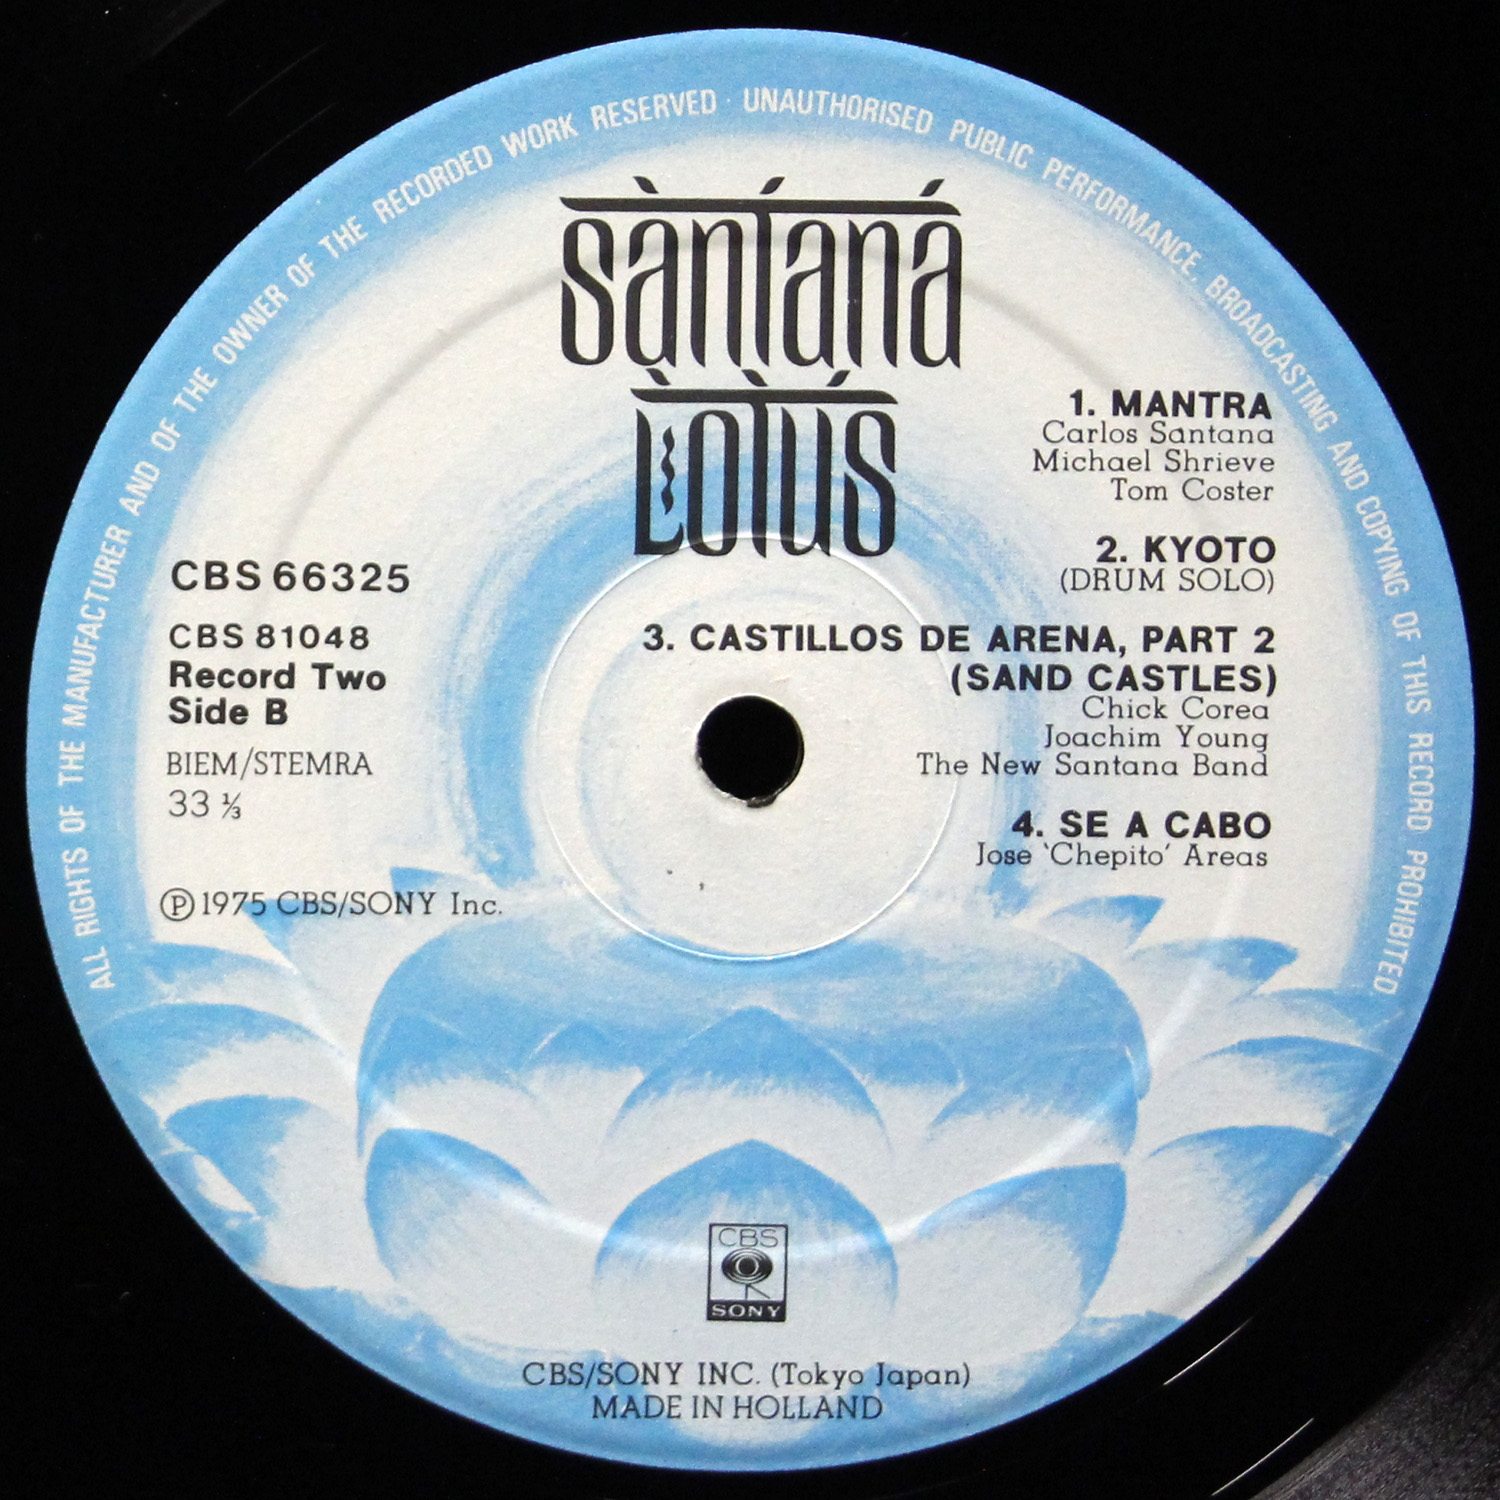 ALL RIGHTS OF THE MANUFACTURER AND OF THE OWNER OF THE RECORDED WORK RESERVED · UNAUTHORISED PUBLIC PERFORMANCE, BROADCASTING AND COPYING OF THIS RECORD PROHIBITED
Santana
Lotus
CBS 66325
CBS 81048
Record Two
Side B
BIEM/STEMRA
33 ⅓
Ⓟ 1975 CBS/SONY Inc.
1. MANTRA
Carlos Santana
Michael Shrieve
Tom Coster
2. KYOTO
(DRUM SOLO)
3. CASTILLOS DE ARENA, PART 2
(SAND CASTLES)
Chick Corea
Joachim Young
The New Santana Band
4. SE A CABO
Jose ‘Chepito’ Areas
CBS
SONY
CBS/SONY INC. (Tokyo Japan)
MADE IN HOLLAND